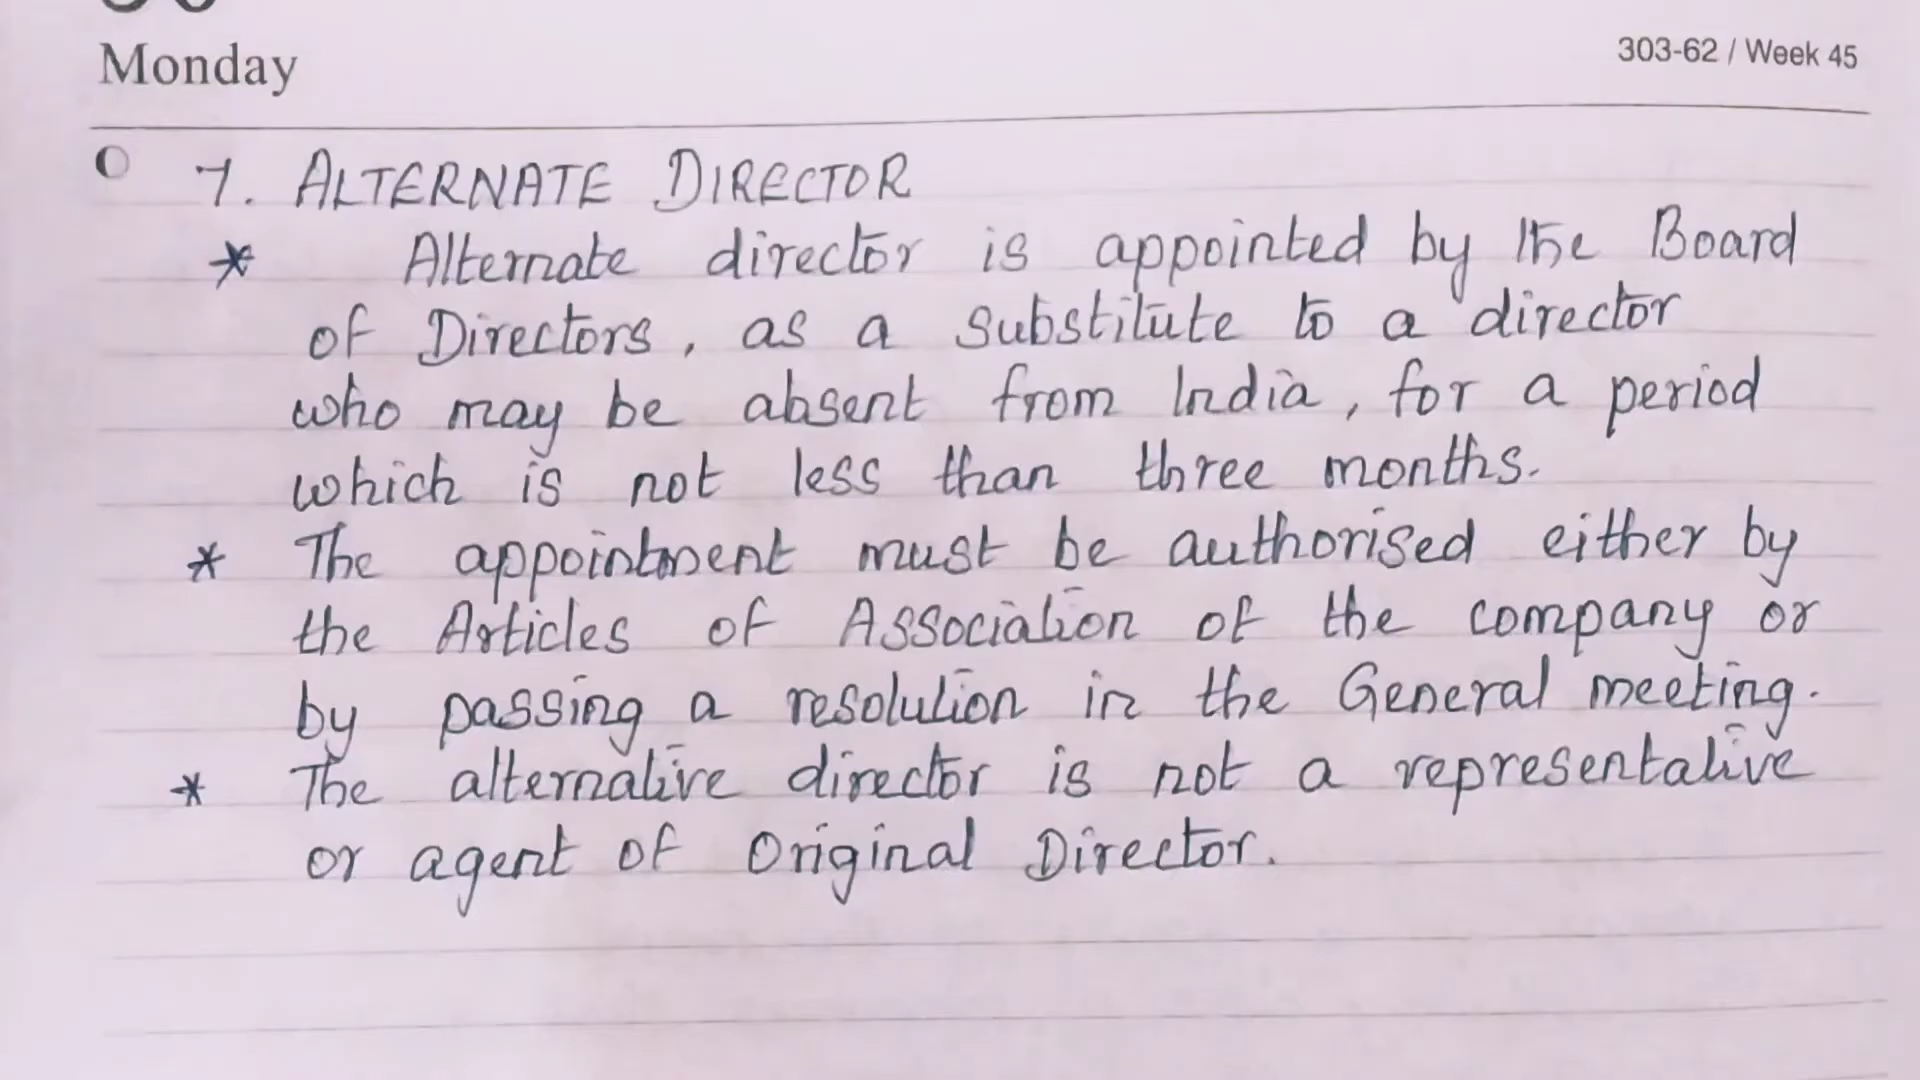 Monday
303-62 / Week 45
7. ALTERNATE DIRECTOR
* Alternate director is appointed by the Board
of Directors, as a substitute to a director
who may be absent from India, for a period
which is not less than three months.
* The appointment must be authorised either by
the Articles of Association of the company or
by passing a resolution in the General meeting.
* The alternative director is not a representative
or agent of Original Director.